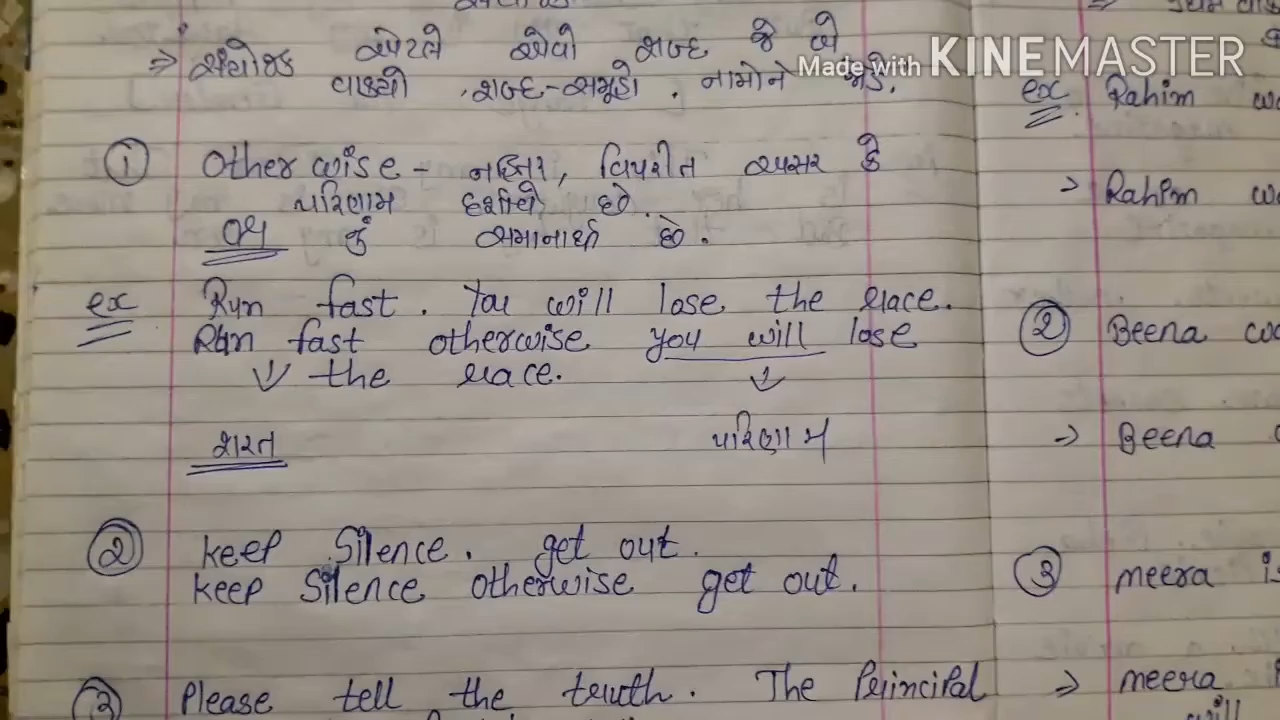 Made with KINEMASTER
⇒ સંયોજક એટલે એવો શબ્દ જે બે
વાક્યો, શબ્દ-સમૂહો, નામોને જોડે.
① Otherwise - નહિતર, વિપરીત અસર કે
પરિણામ દર્શાવે છે.
નું સમાનાર્થી છે.
ex Run fast. You will lose the race.
Run fast otherwise you will lose
↓ the race. ↓
શરત પરિણામ
② keep Silence. get out.
keep Silence otherwise get out.
③ Please tell the truth. The Principal
ex Rahim
→ Rahim
② Beena
→ Beena
③ meera
⇒ meera
will